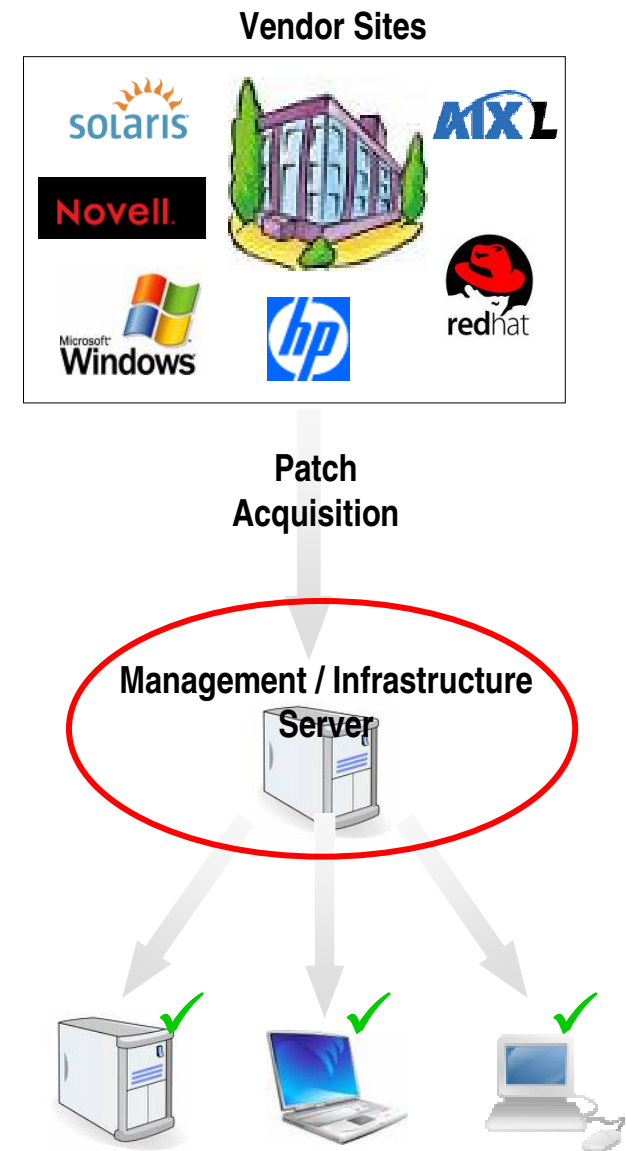 Vendor Sites
solaris
AIX L
Novell.
Microsoft
Windows
hp
redhat
Patch
Acquisition
Management / Infrastructure
Server